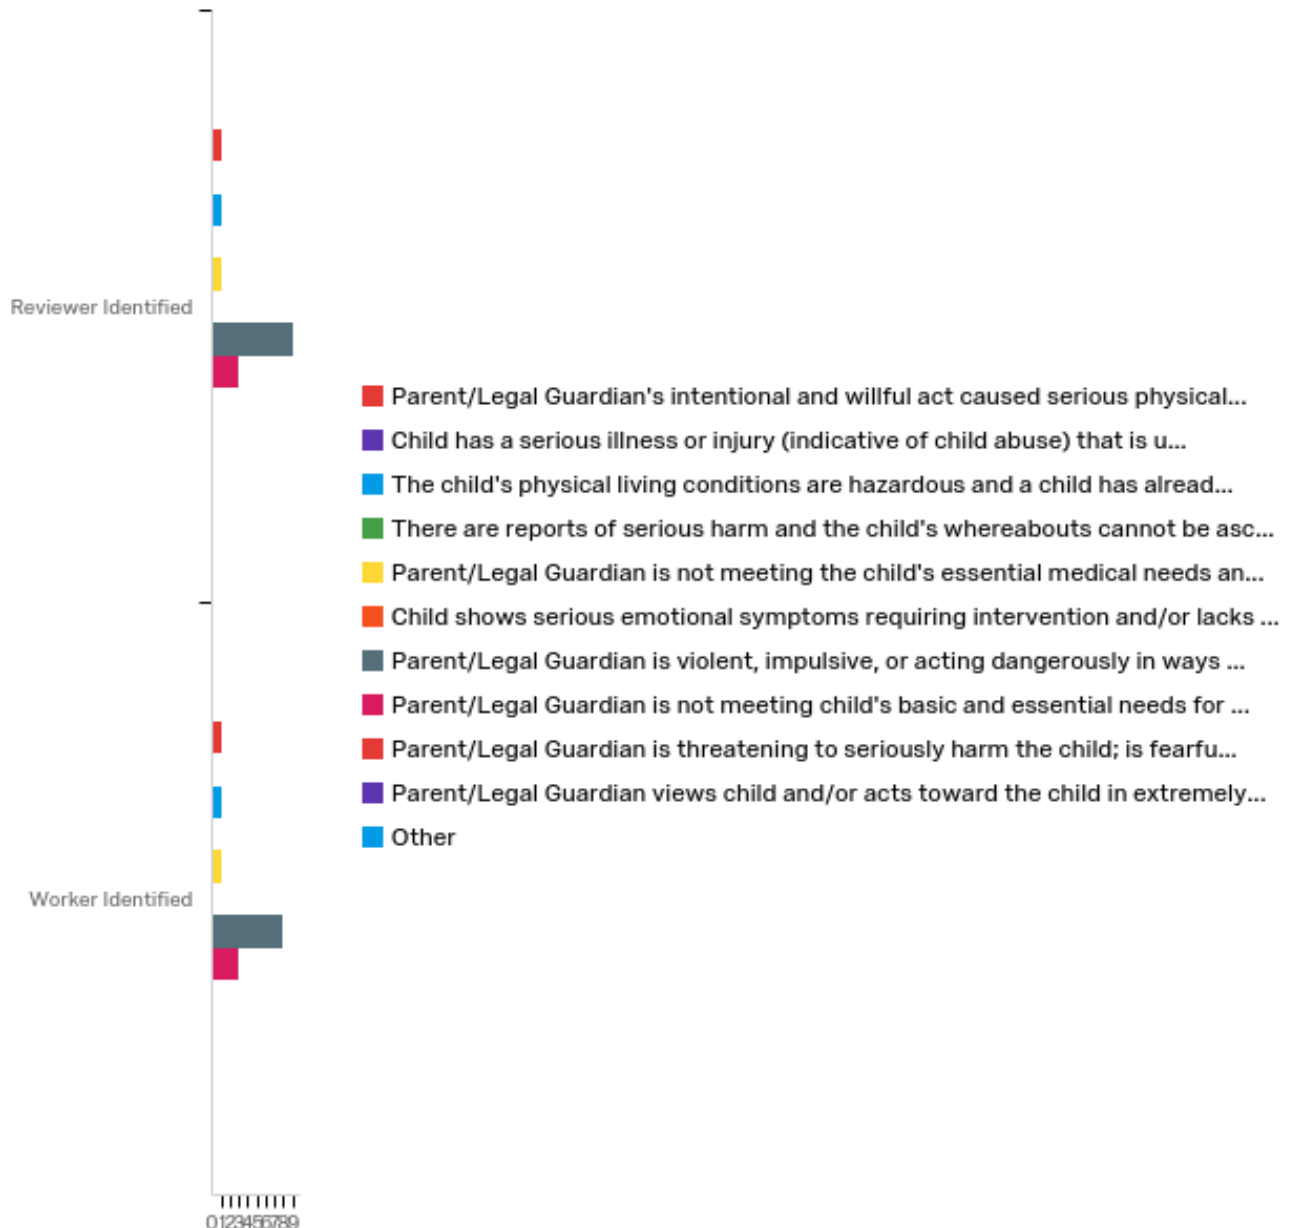 Reviewer Identified
Parent/Legal Guardian's intentional and willful act caused serious physical...
Child has a serious illness or injury (indicative of child abuse) that is u...
The child's physical living conditions are hazardous and a child has alread...
There are reports of serious harm and the child's whereabouts cannot be asc...
Parent/Legal Guardian is not meeting the child's essential medical needs an...
Child shows serious emotional symptoms requiring intervention and/or lacks ...
Parent/Legal Guardian is violent, impulsive, or acting dangerously in ways ...
Parent/Legal Guardian is not meeting child's basic and essential needs for ...
Parent/Legal Guardian is threatening to seriously harm the child; is fearfu...
Parent/Legal Guardian views child and/or acts toward the child in extremely...
Other
Worker Identified
0123456789